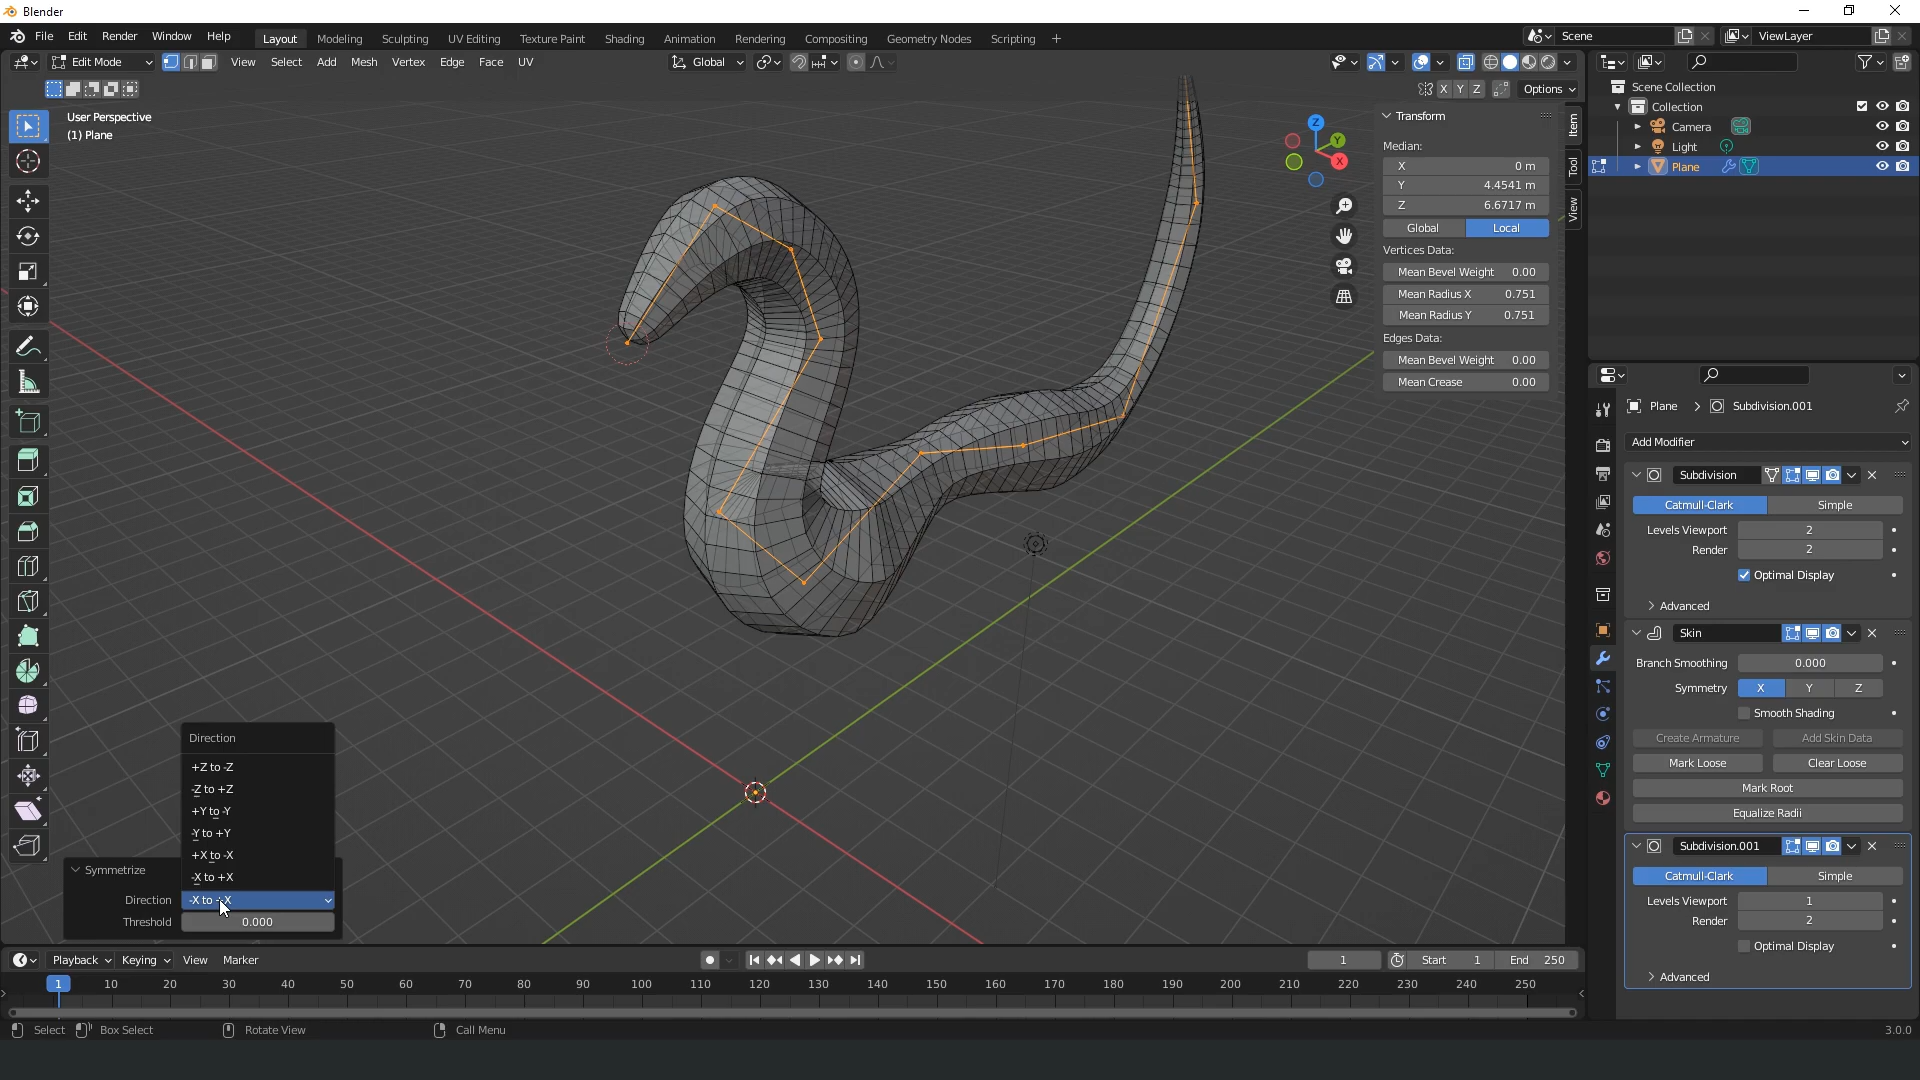 Blender
File Edit Render Window Help Layout Modeling Sculpting UV Editing Texture Paint Shading Animation Rendering Compositing Geometry Nodes Scripting + Scene ViewLayer
Edit Mode View Select Add Mesh Vertex Edge Face UV Global
X Y Z Options
User Perspective
(1) Plane
Z
Y
X
Transform
Median:
X 0 m
Y 4.4541 m
Z 6.6717 m
Global Local
Vertices Data:
Mean Bevel Weight 0.00
Mean Radius X 0.751
Mean Radius Y 0.751
Edges Data:
Mean Bevel Weight 0.00
Mean Crease 0.00
Item
Tool
View
Scene Collection
Collection
Camera
Light
Plane
Plane > Subdivision.001
Add Modifier
Subdivision
Catmull-Clark Simple
Levels Viewport 2
Render 2
Optimal Display
Advanced
Skin
Branch Smoothing 0.000
Symmetry X Y Z
Smooth Shading
Create Armature Add Skin Data
Mark Loose Clear Loose
Mark Root
Equalize Radii
Subdivision.001
Catmull-Clark Simple
Levels Viewport 1
Render 2
Optimal Display
Advanced
Direction
+Z to -Z
-Z to +Z
+Y to -Y
-Y to +Y
+X to -X
-X to +X
Symmetrize
Direction -X to +X
Threshold 0.000
Playback Keying View Marker 1 Start 1 End 250
1 10 20 30 40 50 60 70 80 90 100 110 120 130 140 150 160 170 180 190 200 210 220 230 240 250
Select Box Select Rotate View Call Menu 3.0.0